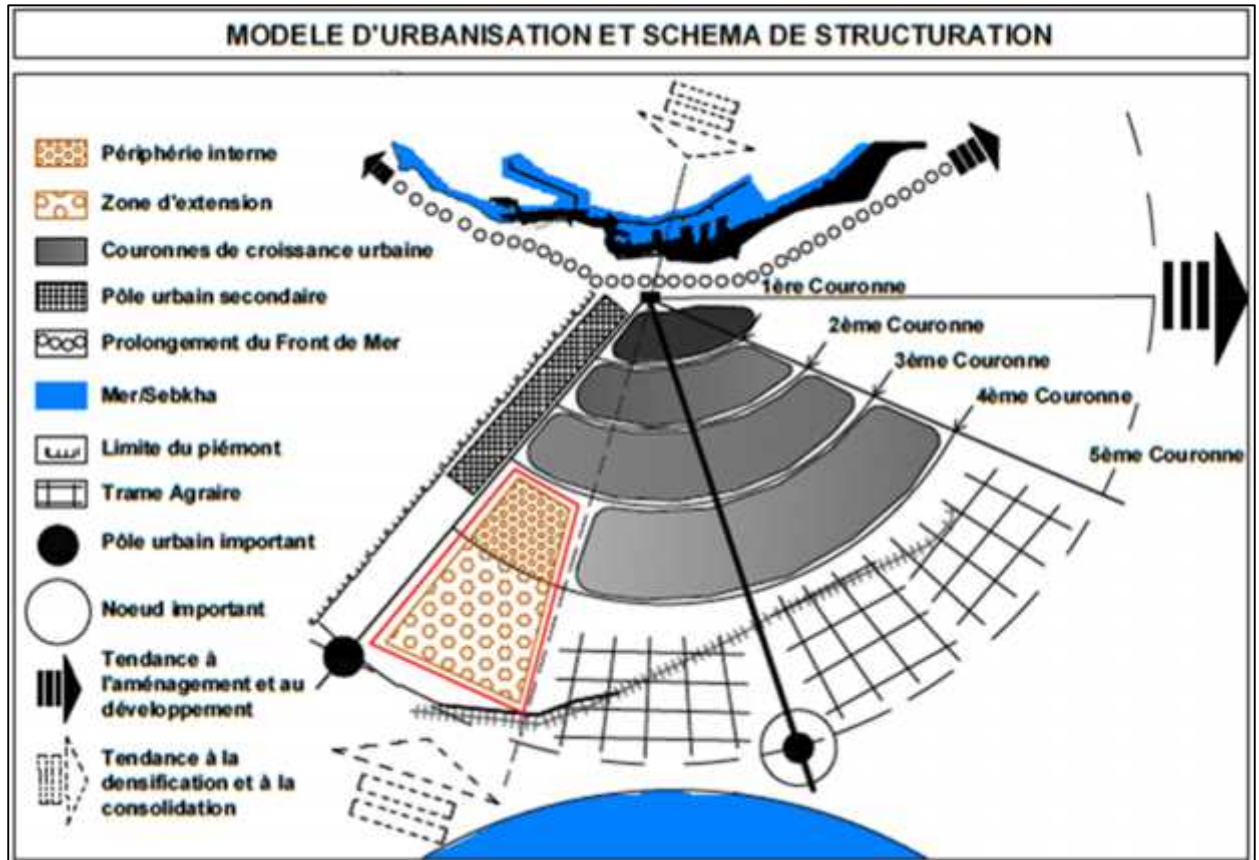 MODELE D'URBANISATION ET SCHEMA DE STRUCTURATION
Périphérie interne
Zone d'extension
Couronnes de croissance urbaine
Pôle urbain secondaire
Prolongement du Front de Mer
Mer/Sebkha
Limite du piémont
Trame Agraire
Pôle urbain important
Noeud important
Tendance à
l'aménagement et au
développement
Tendance à la
densification et à la
consolidation
1ère Couronne
2ème Couronne
3ème Couronne
4ème Couronne
5ème Couronne